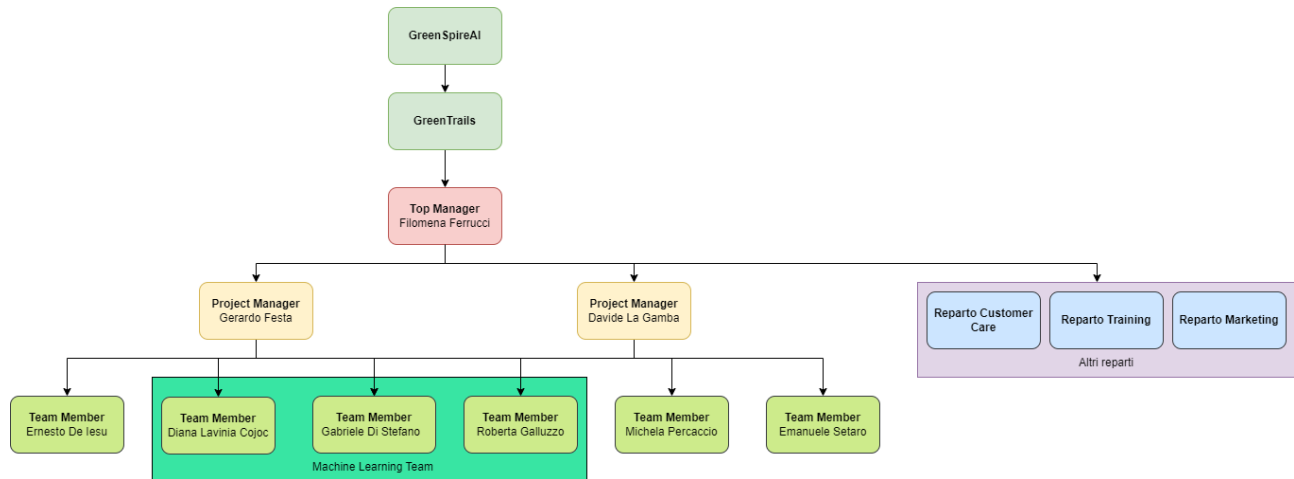 GreenSpireAI
GreenTrails
Top Manager
Filomena Ferrucci
Project Manager
Gerardo Festa
Project Manager
Davide La Gamba
Reparto Customer
Care
Reparto Training
Reparto Marketing
Altri reparti
Team Member
Ernesto De Iesu
Team Member
Diana Lavinia Cojoc
Team Member
Gabriele Di Stefano
Team Member
Roberta Galluzzo
Team Member
Michela Percaccio
Team Member
Emanuele Setaro
Machine Learning Team